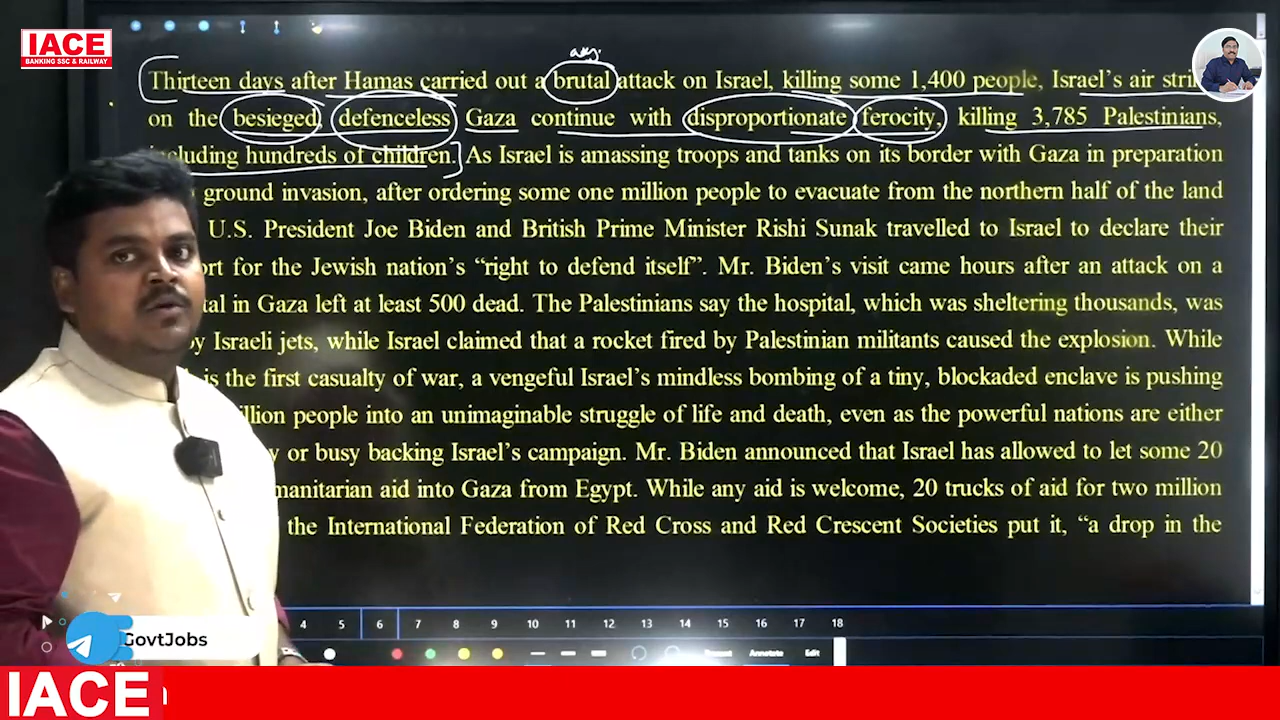 IACE
BANKING SSC & RAILWAY
adj.
Thirteen days after Hamas carried out a brutal attack on Israel, killing some 1,400 people, Israel's air
on the besieged, defenceless Gaza continue with disproportionate ferocity, killing 3,785 Palestinians,
including hundreds of children. As Israel is amassing troops and tanks on its border with Gaza in preparation
ground invasion, after ordering some one million people to evacuate from the northern half of the land
U.S. President Joe Biden and British Prime Minister Rishi Sunak travelled to Israel to declare their
for the Jewish nation's “right to defend itself”. Mr. Biden's visit came hours after an attack on a
in Gaza left at least 500 dead. The Palestinians say the hospital, which was sheltering thousands, was
by Israeli jets, while Israel claimed that a rocket fired by Palestinian militants caused the explosion. While
is the first casualty of war, a vengeful Israel's mindless bombing of a tiny, blockaded enclave is pushing
people into an unimaginable struggle of life and death, even as the powerful nations are either
or busy backing Israel's campaign. Mr. Biden announced that Israel has allowed to let some 20
aid into Gaza from Egypt. While any aid is welcome, 20 trucks of aid for two million
the International Federation of Red Cross and Red Crescent Societies put it, “a drop in the
4 5 6 7 8 9 10 11 12 13 14 15 16 17 18
GovtJobs
Annotate Edit
IACE